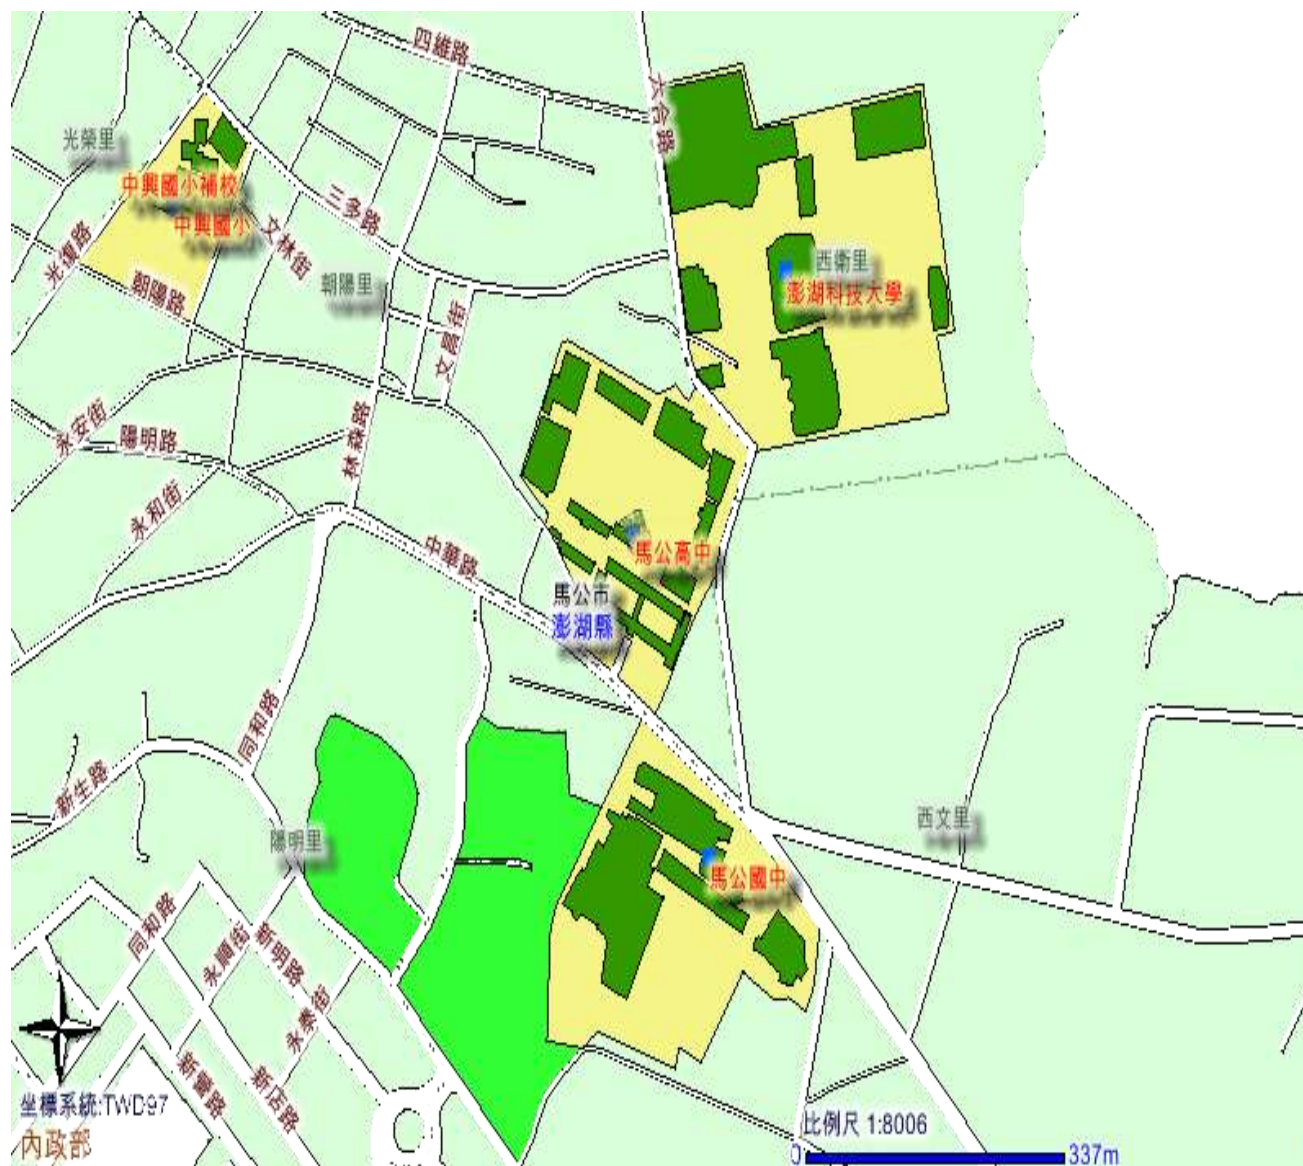 四維路
六合路
光榮里
中興國小補校
中興國小
三多路
文林街
光復路
朝陽路
朝陽里
西衛里
澎湖科技大學
文昌街
永安街
陽明路
林森路
永和街
中華路
馬公高中
馬公市
澎湖縣
同和路
新生路
陽明里
西文里
馬公國中
同和路
永順街
新明路
永泰街
新店路
坐標系統:TWD97
內政部
比例尺 1:8006
0
337m